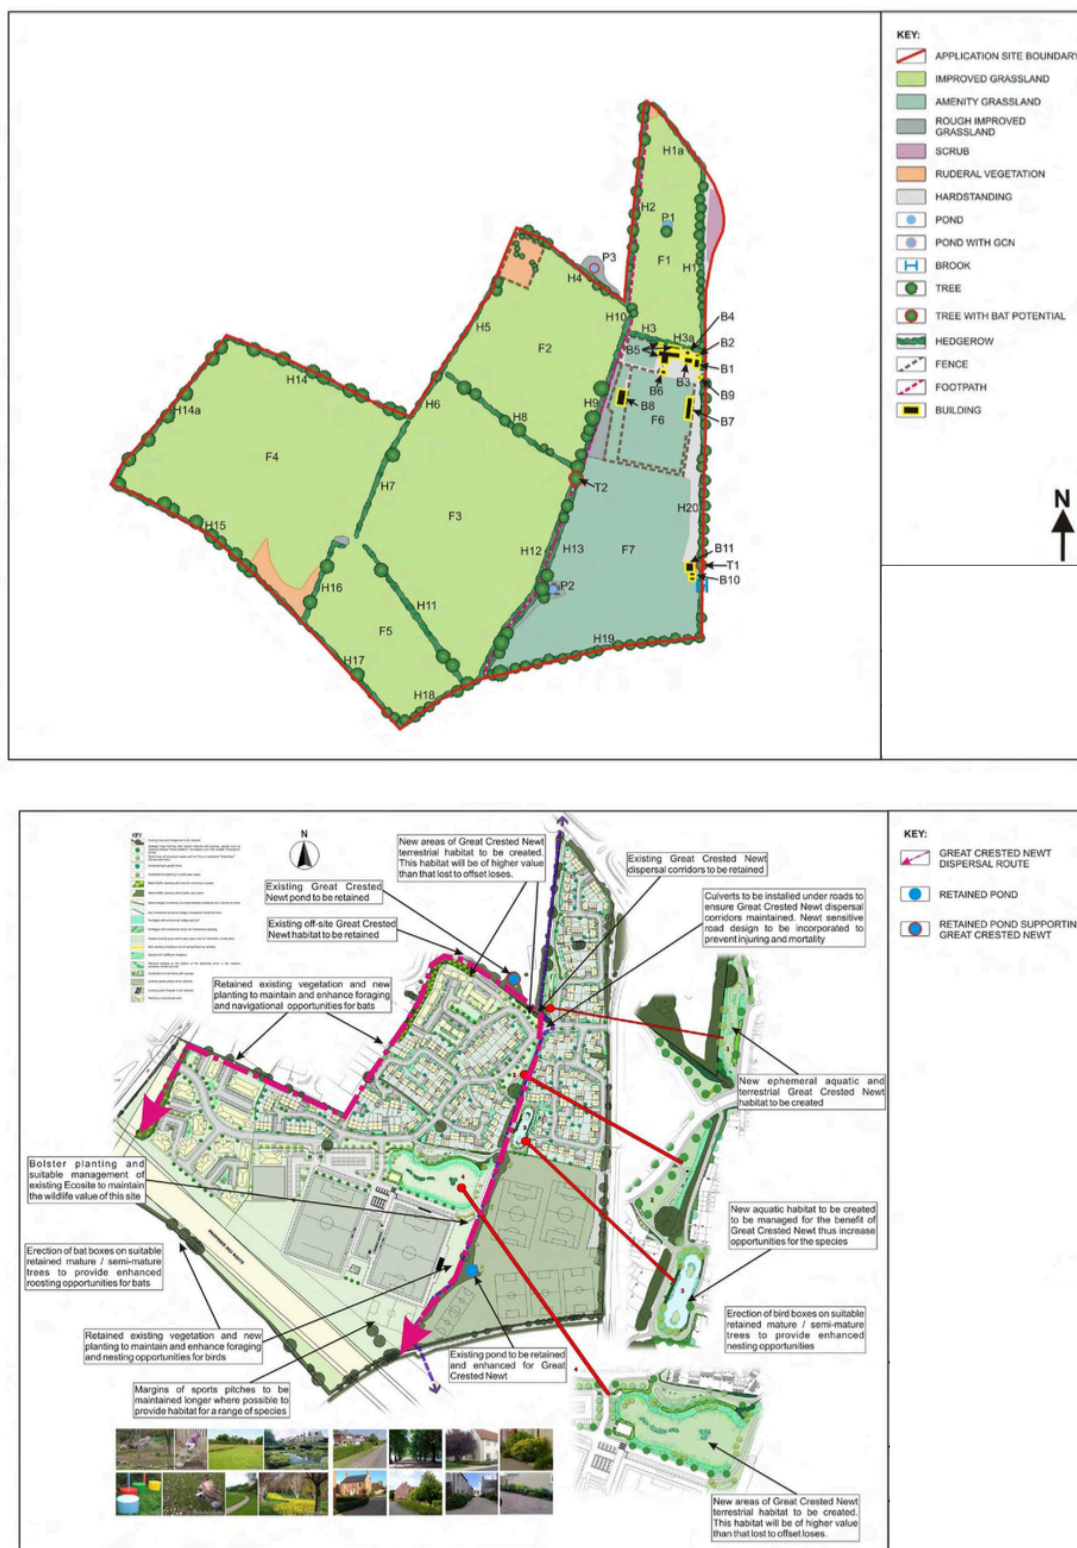 KEY:
APPLICATION SITE BOUNDARY
IMPROVED GRASSLAND
AMENITY GRASSLAND
ROUGH IMPROVED
GRASSLAND
SCRUB
RUDERAL VEGETATION
HARDSTANDING
POND
POND WITH GCN
BROOK
TREE
TREE WITH BAT POTENTIAL
HEDGEROW
FENCE
FOOTPATH
BUILDING
N
H1a
H2
P1
F1
H1
P3
H4
H10
H3
H3a
B4
B2
B5
B1
B3
B9
B6
B8
B7
F6
H5
F2
H14
H6
H8
H9
H14a
F4
H7
T2
F3
H20
H15
H12
H13
F7
B11
T1
B10
H16
P2
H11
F5
H19
H17
H18
KEY
N
New areas of Great Crested Newt
terrestrial habitat to be created.
This habitat will be of higher value
than that lost to offset loses.
Existing Great Crested Newt
dispersal corridors to be retained
Existing Great Crested
Newt pond to be retained
Culverts to be installed under roads to
ensure Great Crested Newt dispersal
corridors maintained. Newt sensitive
road design to be incorporated to
prevent injuring and mortality
Existing off-site Great Crested
Newt habitat to be retained
Retained existing vegetation and new
planting to maintain and enhance foraging
and navigational opportunities for bats
New ephemeral aquatic and
terrestrial Great Crested Newt
habitat to be created
Bolster planting and
suitable management of
existing Ecosite to maintain
the wildlife value of this site
New aquatic habitat to be created
to be managed for the benefit of
Great Crested Newt thus increase
opportunities for the species
Erection of bat boxes on suitable
retained mature / semi-mature
trees to provide enhanced
roosting opportunities for bats
Erection of bird boxes on suitable
retained mature / semi-mature
trees to provide enhanced
nesting opportunities
Retained existing vegetation and new
planting to maintain and enhance foraging
and nesting opportunities for birds
Existing pond to be retained
and enhanced for Great
Crested Newt
Margins of sports pitches to be
maintained longer where possible to
provide habitat for a range of species
New areas of Great Crested Newt
terrestrial habitat to be created.
This habitat will be of higher value
than that lost to offset loses.
KEY:
GREAT CRESTED NEWT
DISPERSAL ROUTE
RETAINED POND
RETAINED POND SUPPORTING
GREAT CRESTED NEWT